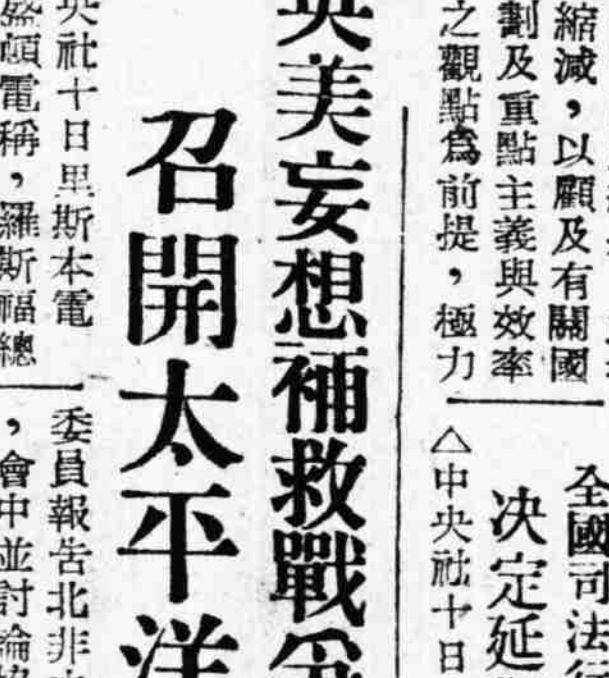 縮減，以顧及有關國
劃及重點主義與效率
之觀點為前提，極力
全國司法行
決定延
△中央社十日
英美妄想補救戰爭
召開太平洋
央社十日里斯本電
盛頓電稱，羅斯福總
委員報告北非
，會中並討論